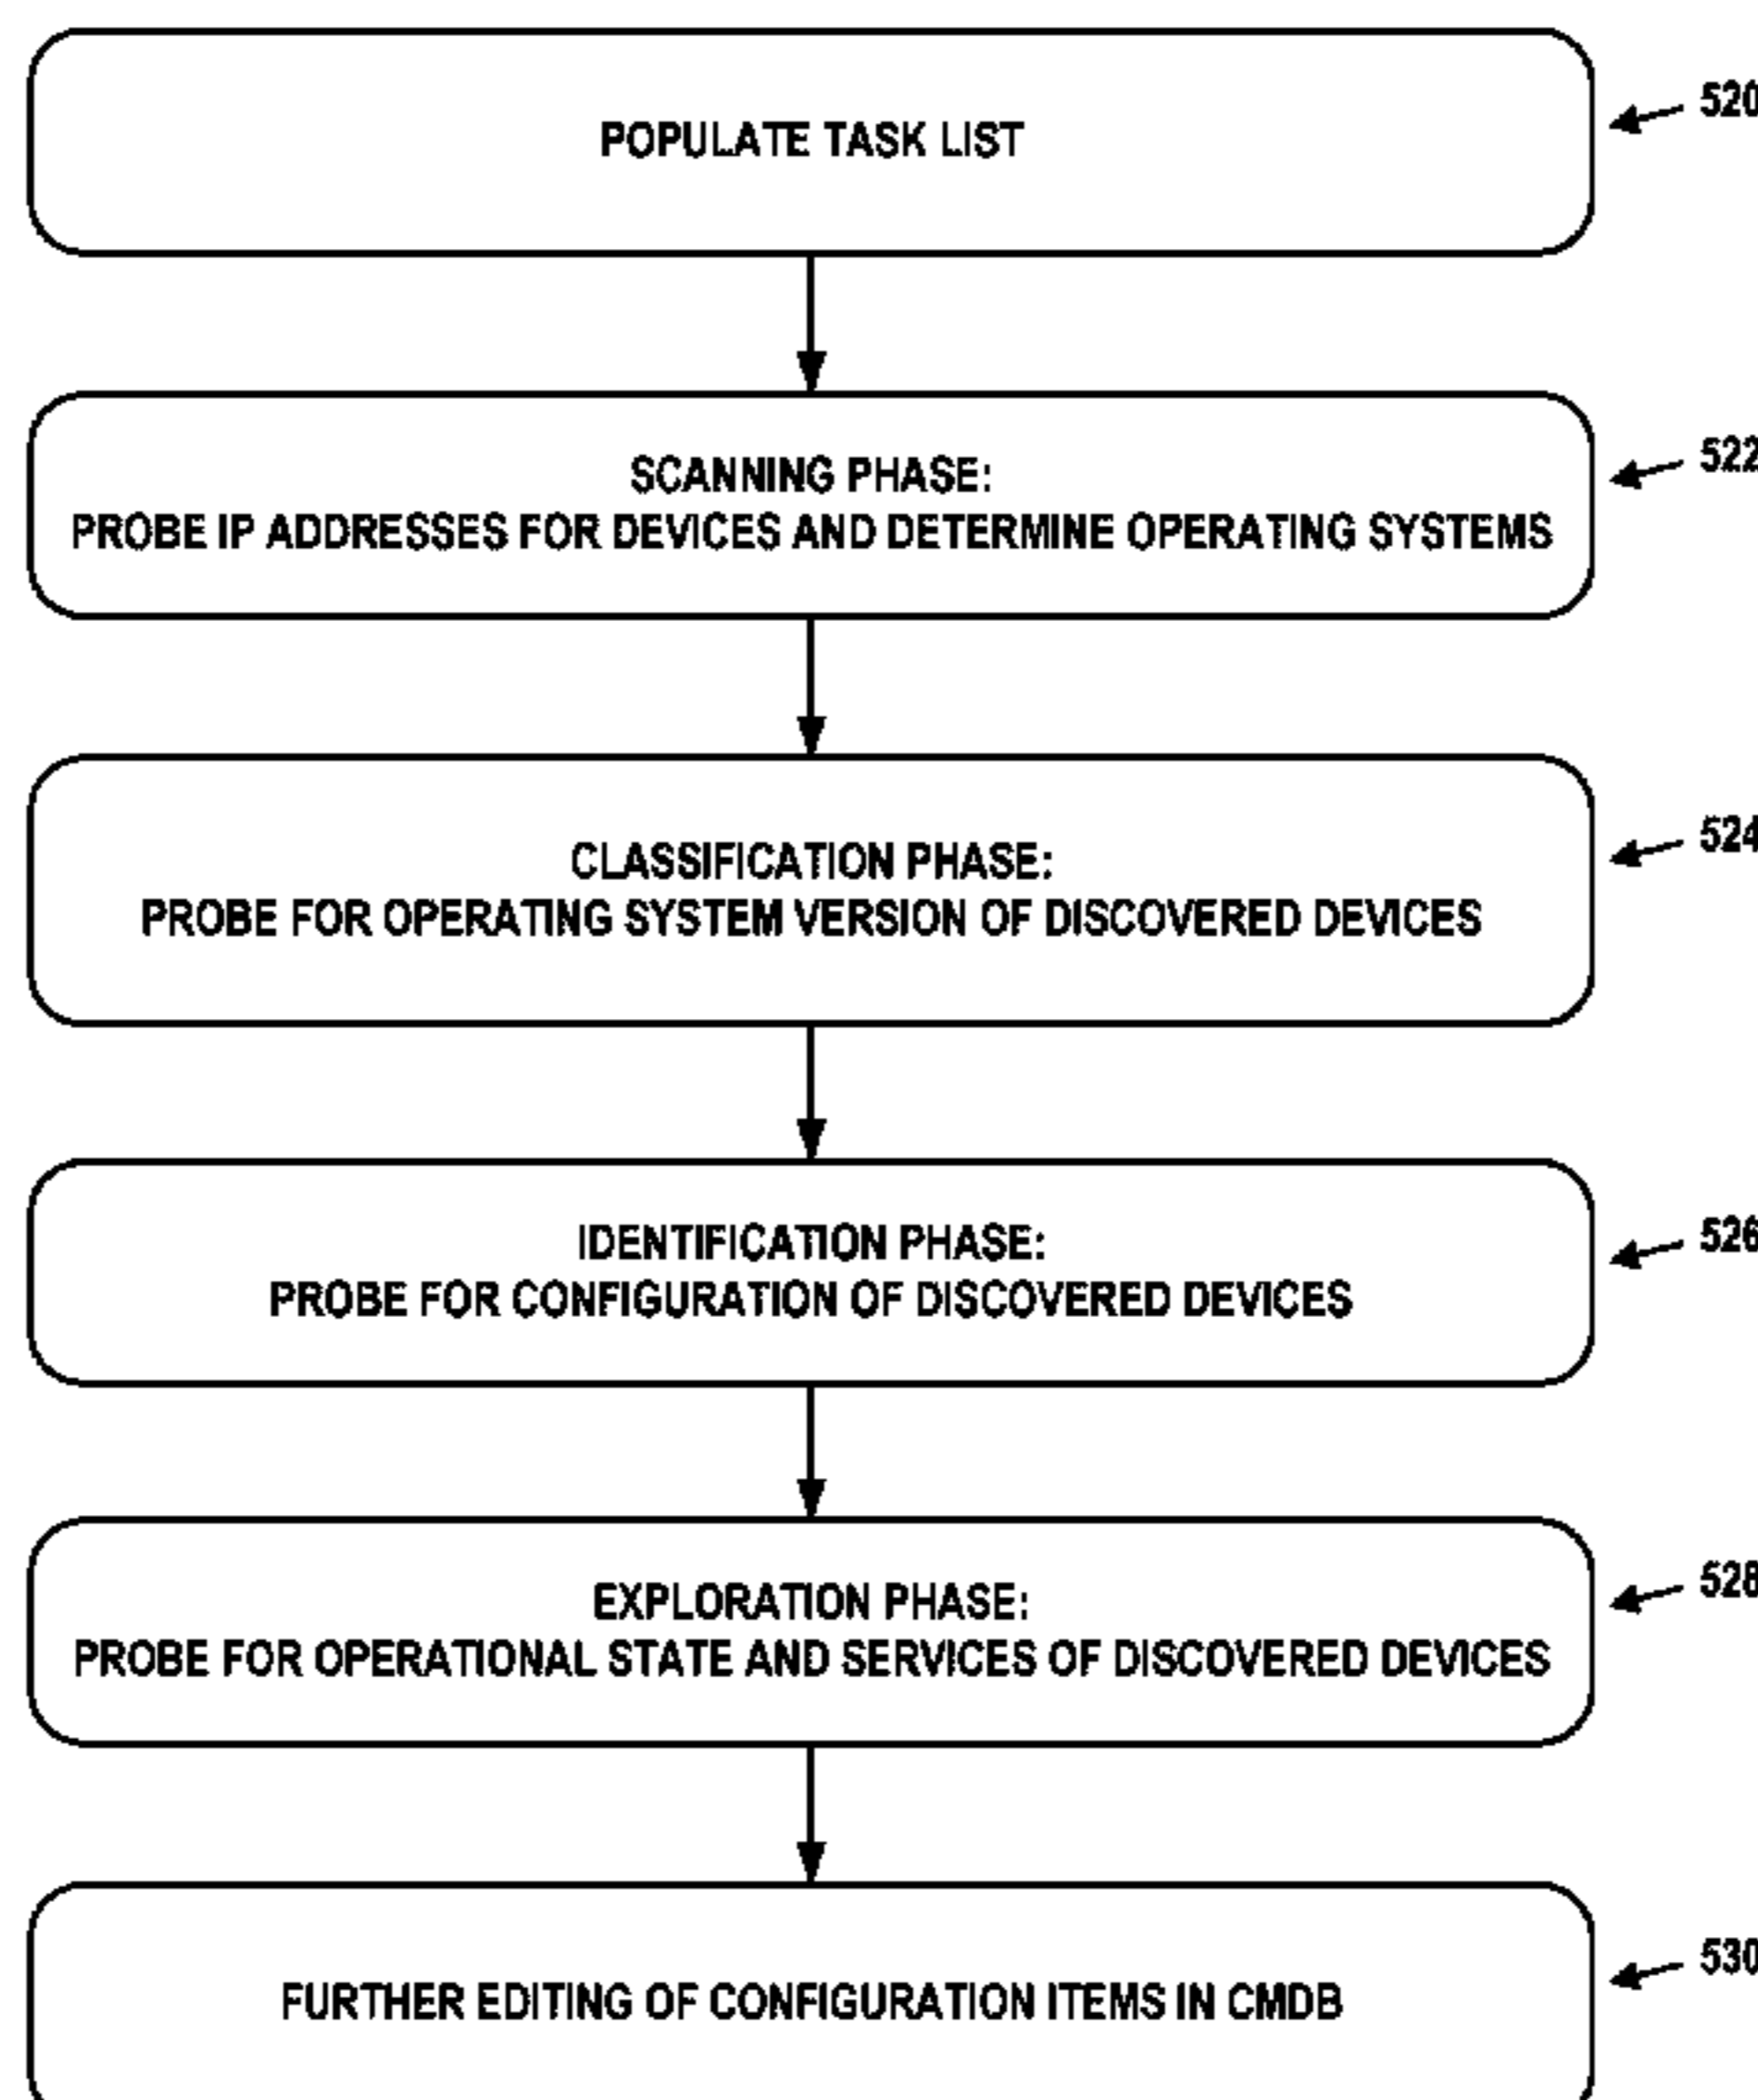 POPULATE TASK LIST
520
SCANNING PHASE:
PROBE IP ADDRESSES FOR DEVICES AND DETERMINE OPERATING SYSTEMS
522
CLASSIFICATION PHASE:
PROBE FOR OPERATING SYSTEM VERSION OF DISCOVERED DEVICES
524
IDENTIFICATION PHASE:
PROBE FOR CONFIGURATION OF DISCOVERED DEVICES
526
EXPLORATION PHASE:
PROBE FOR OPERATIONAL STATE AND SERVICES OF DISCOVERED DEVICES
528
FURTHER EDITING OF CONFIGURATION ITEMS IN CMDB
530